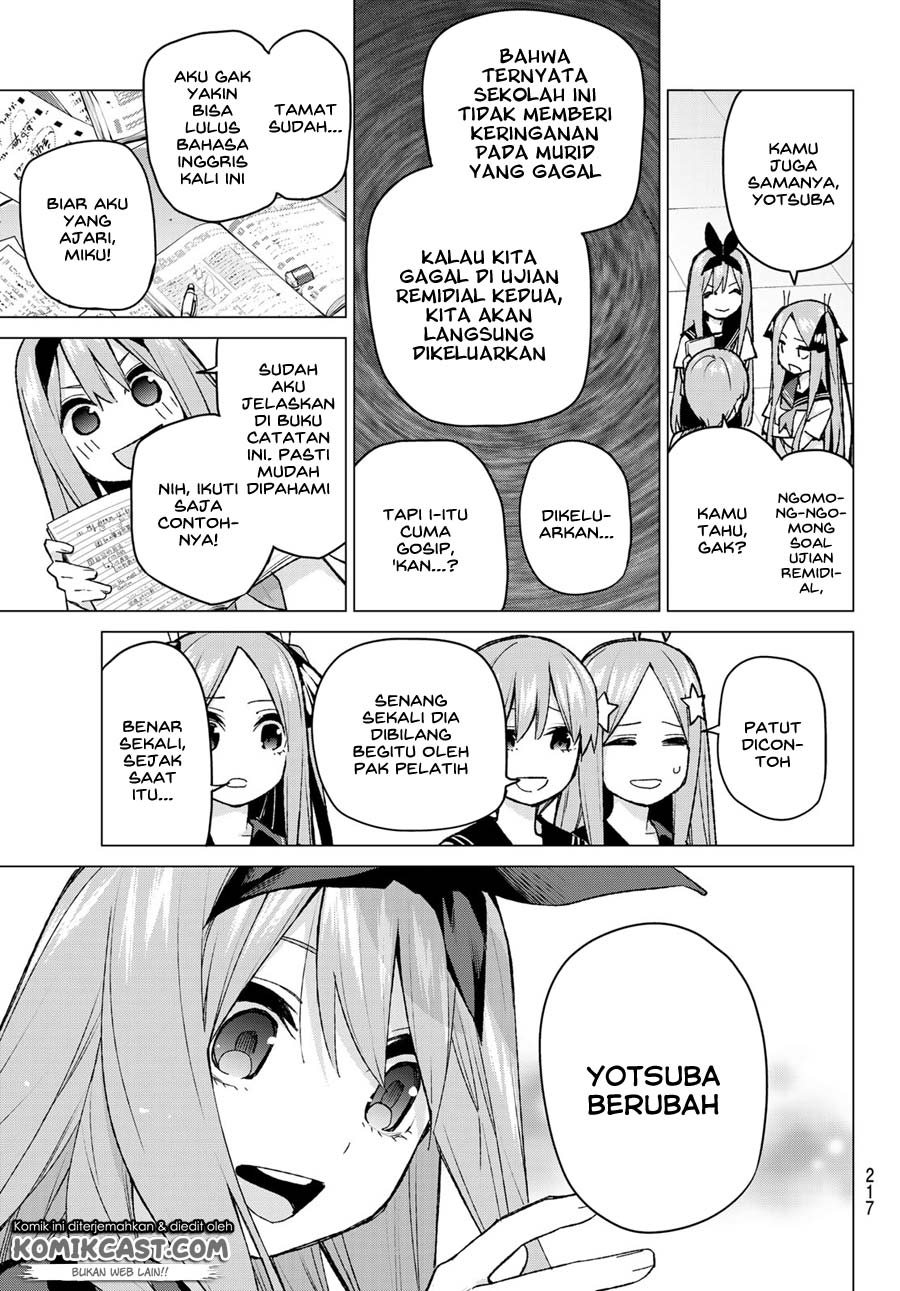 KAMU
JUGA
SAMANYA,
YOTSUBA
NGOMO-
NG-NGO-
MONG
SOAL
UJIAN
REMIDI-
AL,
KAMU
TAHU,
GAK?
BAHWA
TERNYATA
SEKOLAH INI
TIDAK MEMBERI
KERINGANAN
PADA MURID
YANG GAGAL
KALAU KITA
GAGAL DI UJIAN
REMIDIAL KEDUA,
KITA AKAN
LANGSUNG
DIKELUARKAN
DIKELU-
ARKAN...
TAPI I-ITU
CUMA
GOSIP,
'KAN...?
TAMAT
SUDAH...
AKU GAK
YAKIN
BISA
LULUS
BAHASA
INGGRIS
KALI INI
BIAR AKU
YANG
AJARI,
MIKU!
SUDAH
AKU
JELASKAN
DI BUKU
CATATAN
INI. PASTI
MUDAH
DIPAHAMI
NIH, IKUTI
SAJA
CONTOH-
NYA!
PATUT
DICON-
TOH
SENANG
SEKALI DIA
DIBILANG
BEGITU OLEH
PAK PELATIH
BENAR
SEKALI,
SEJAK
SAAT
ITU...
YOTSUBA
BERUBAH
217
Komik ini diterjemahkan & diedit oleh
KOMIKCAST.COM
BUKAN WEB LAIN!!